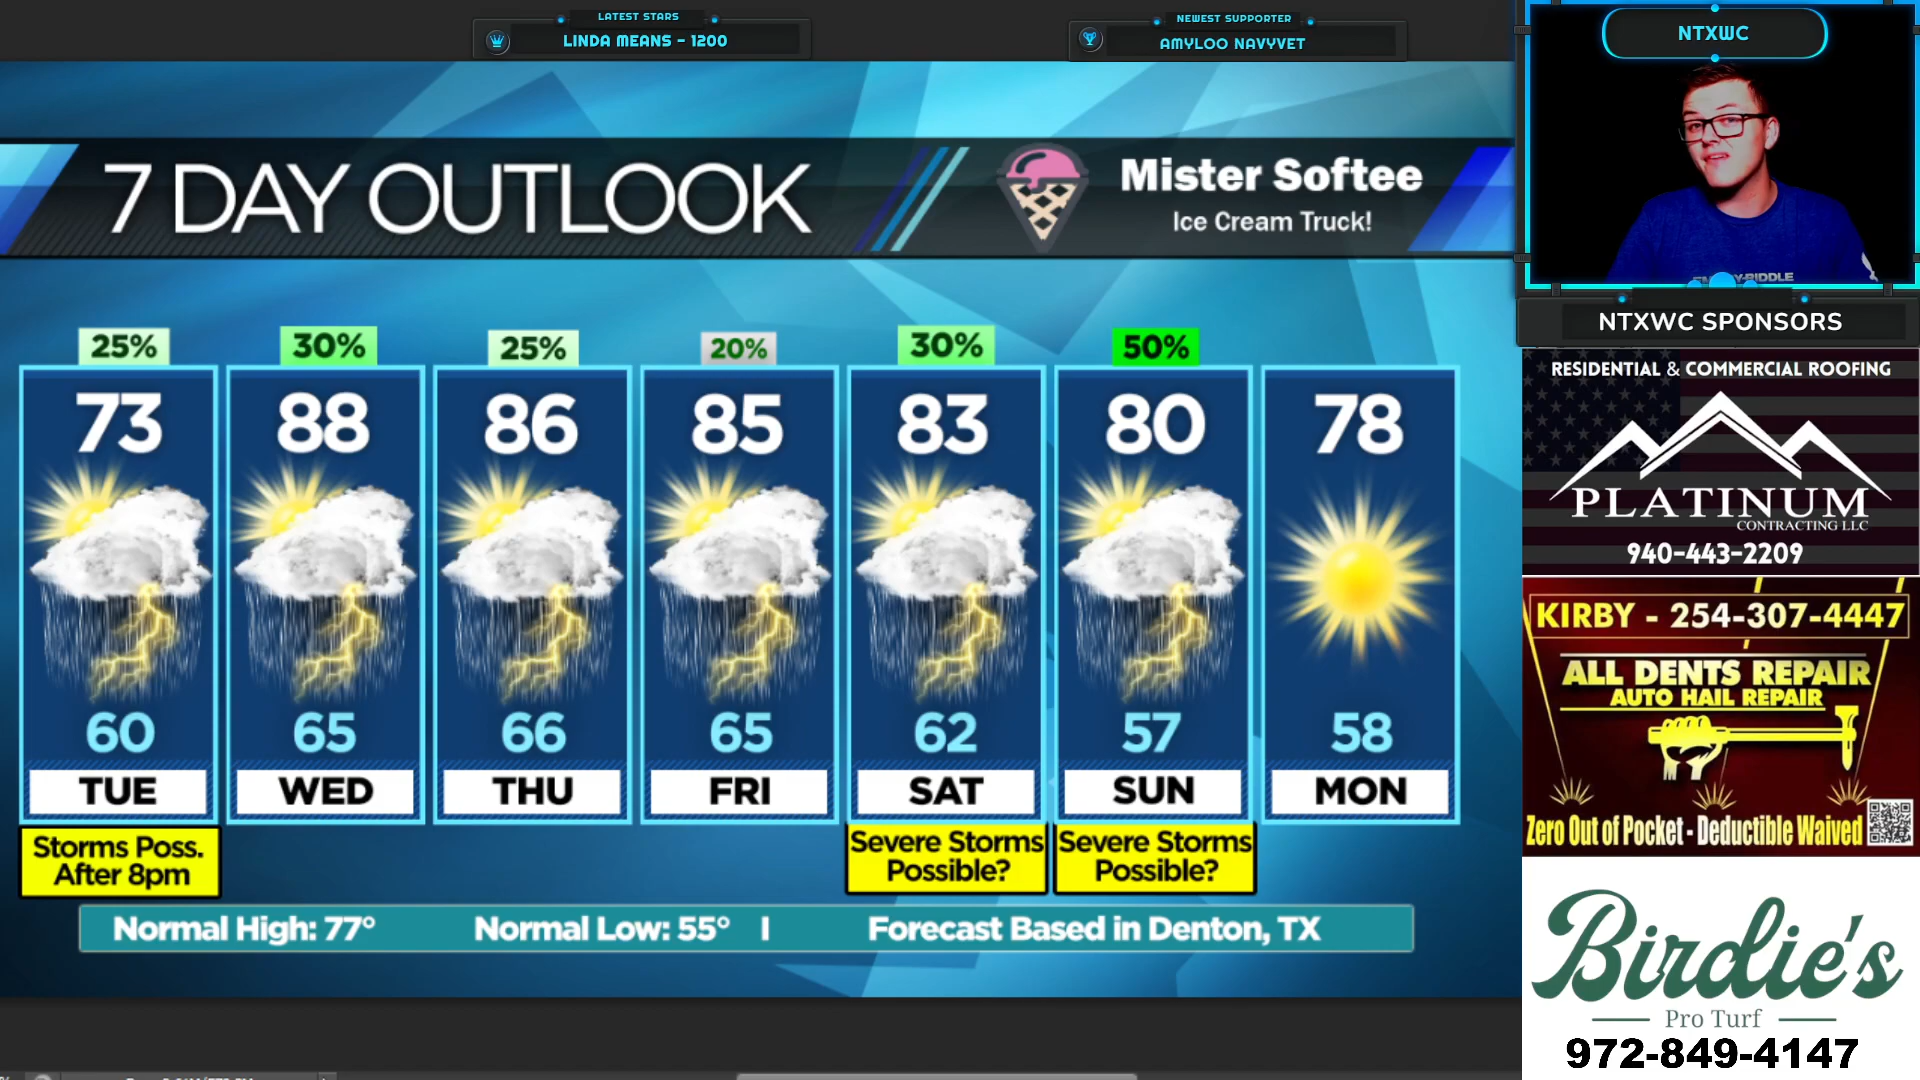 LATEST STARS
LINDA MEANS - 1200
NEWEST SUPPORTER
AMYLOO NAVYVET
NTXWC
7 DAY OUTLOOK
Mister Softee
Ice Cream Truck!
NTXWC SPONSORS
25% 30% 25% 20% 30% 50%
73 88 86 85 83 80 78
60 65 66 65 62 57 58
TUE WED THU FRI SAT SUN MON
Storms Poss.
After 8pm
Severe Storms
Possible?
Severe Storms
Possible?
Normal High: 77° Normal Low: 55° | Forecast Based in Denton, TX
RESIDENTIAL & COMMERCIAL ROOFING
PLATINUM
CONTRACTING LLC
940-443-2209
KIRBY - 254-307-4447
ALL DENTS REPAIR
AUTO HAIL REPAIR
Zero Out of Pocket - Deductible Waived
Birdie's
Pro Turf
972-849-4147